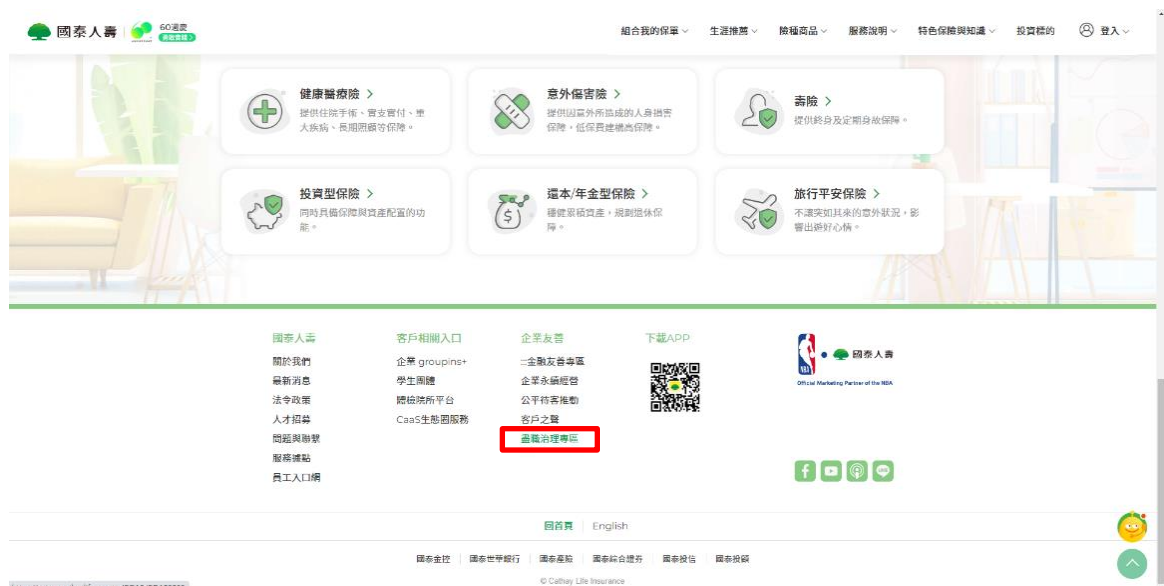 國泰人壽
60週慶
組合我的保單
生涯推薦
險種商品
服務說明
特色保險與知識
投資標的
登入
健康醫療險
提供住院手術、實支實付、重
大疾病、長期照顧等保障。
意外傷害險
提供因意外所造成的人身損害
保障,低保費建構高保障。
壽險
提供終身及定期身故保障。
投資型保險
同時具備保障與資產配置的功
能。
還本/年金型保險
穩健累積資產,規劃退休保
障。
旅行平安保險
不讓突如其來的意外狀況,影
響出遊好心情。
國泰人壽
關於我們
最新消息
法令政策
人才招募
問題與聯繫
服務據點
員工入口網
客戶相關入口
企業 groupins+
學生團體
體檢院所平台
CaaS生態圈服務
企業友善
:::金融友善專區
企業永續經營
公平待客推動
客戶之聲
盡職治理專區
下載APP
NBA
國泰人壽
Official Marketing Partner of the NBA
回首頁
English
國泰金控
國泰世華銀行
國泰產險
國泰綜合證券
國泰投信
國泰投顧
© Cathay Life Insurance